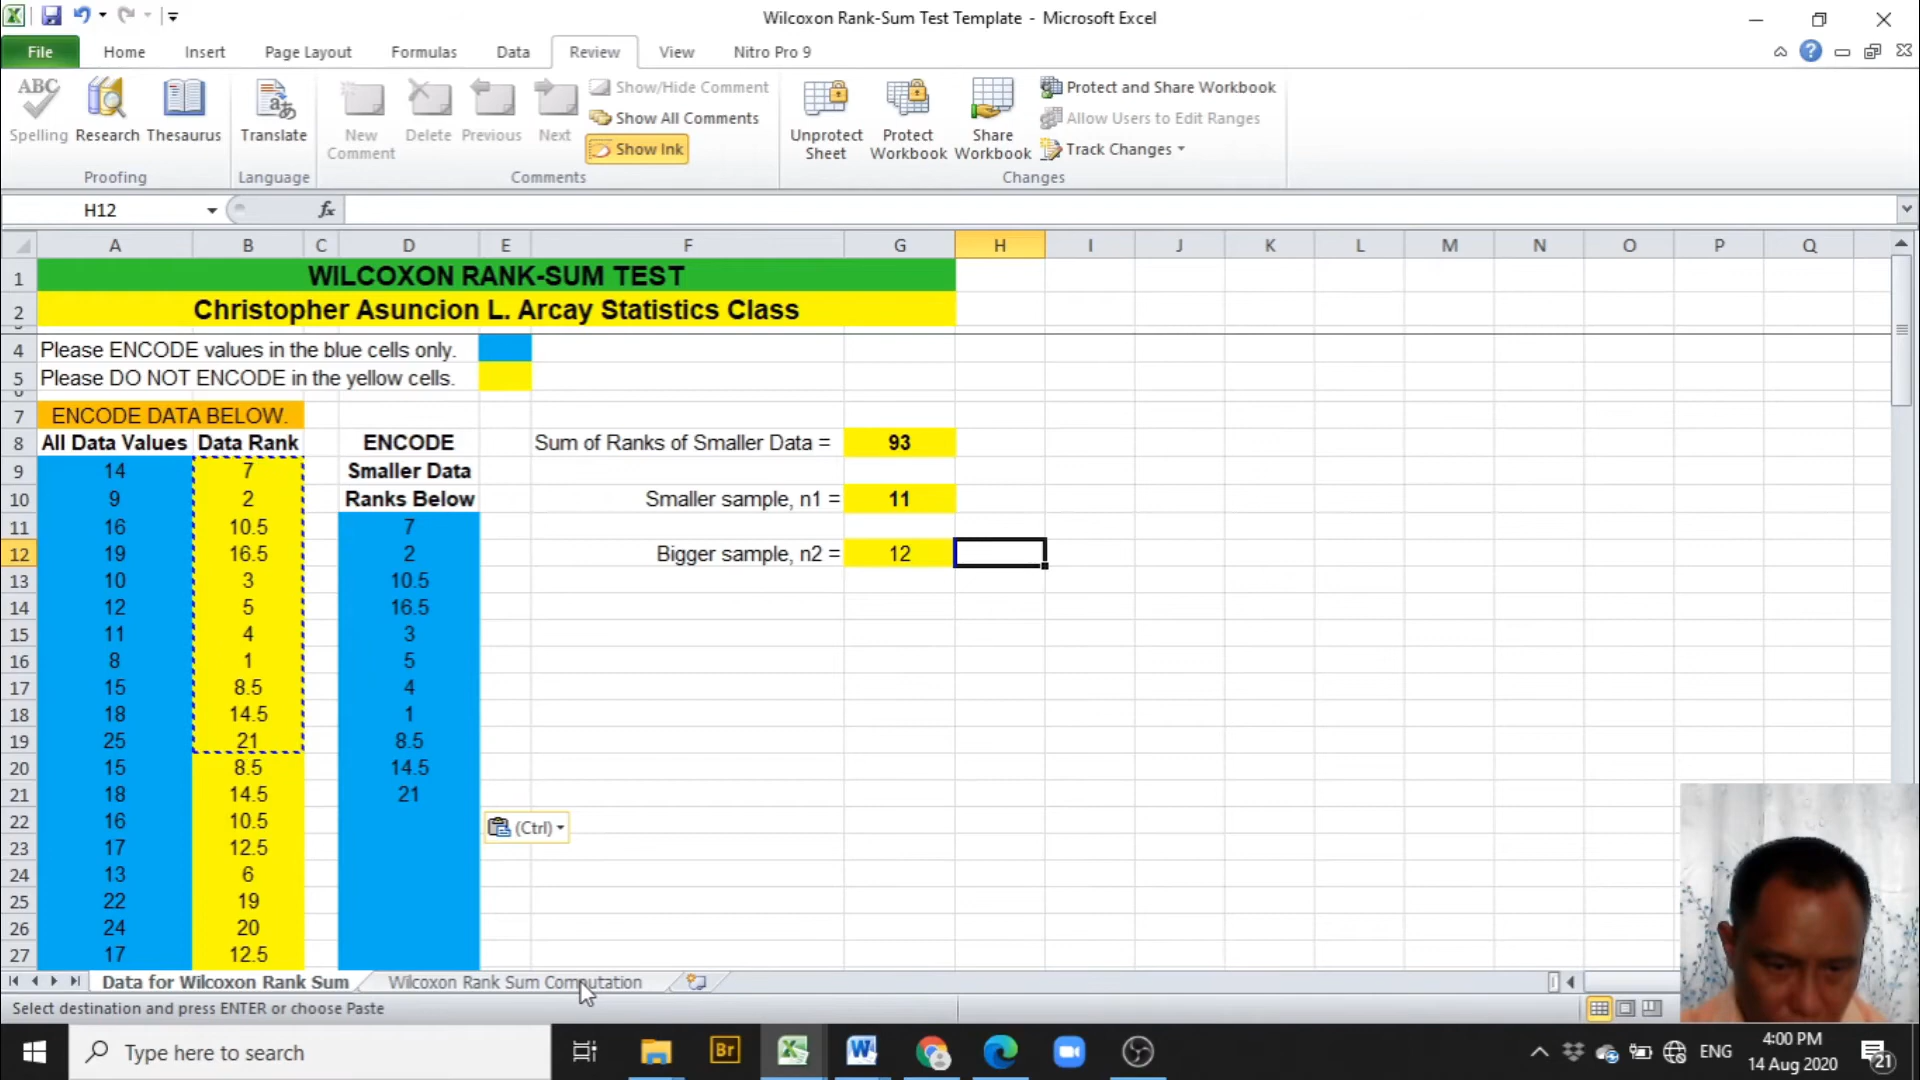 Wilcoxon Rank-Sum Test Template - Microsoft Excel
File Home Insert Page Layout Formulas Data Review View Nitro Pro 9
ABC
Spelling Research Thesaurus
Proofing
Translate
Language
New Comment Delete Previous Next
Show/Hide Comment
Show All Comments
Show Ink
Comments
Unprotect Sheet Protect Workbook Share Workbook
Protect and Share Workbook
Allow Users to Edit Ranges
Track Changes
Changes
H12 fx
A B C D E F G H I J K L M N O P Q
1 WILCOXON RANK-SUM TEST
2 Christopher Asuncion L. Arcay Statistics Class
4 Please ENCODE values in the blue cells only.
5 Please DO NOT ENCODE in the yellow cells.
6
7 ENCODE DATA BELOW.
8 All Data Values Data Rank ENCODE Sum of Ranks of Smaller Data = 93
9 14 7 Smaller Data
10 9 2 Ranks Below Smaller sample, n1 = 11
11 16 10.5 7
12 19 16.5 2 Bigger sample, n2 = 12
13 10 3 10.5
14 12 5 16.5
15 11 4 3
16 8 1 5
17 15 8.5 4
18 18 14.5 1
19 25 21 8.5
20 15 8.5 14.5
21 18 14.5 21
22 16 10.5 (Ctrl)
23 17 12.5
24 13 6
25 22 19
26 24 20
27 17 12.5
Data for Wilcoxon Rank Sum Wilcoxon Rank Sum Computation
Select destination and press ENTER or choose Paste
Type here to search
Br
ENG
4:00 PM
14 Aug 2020
21